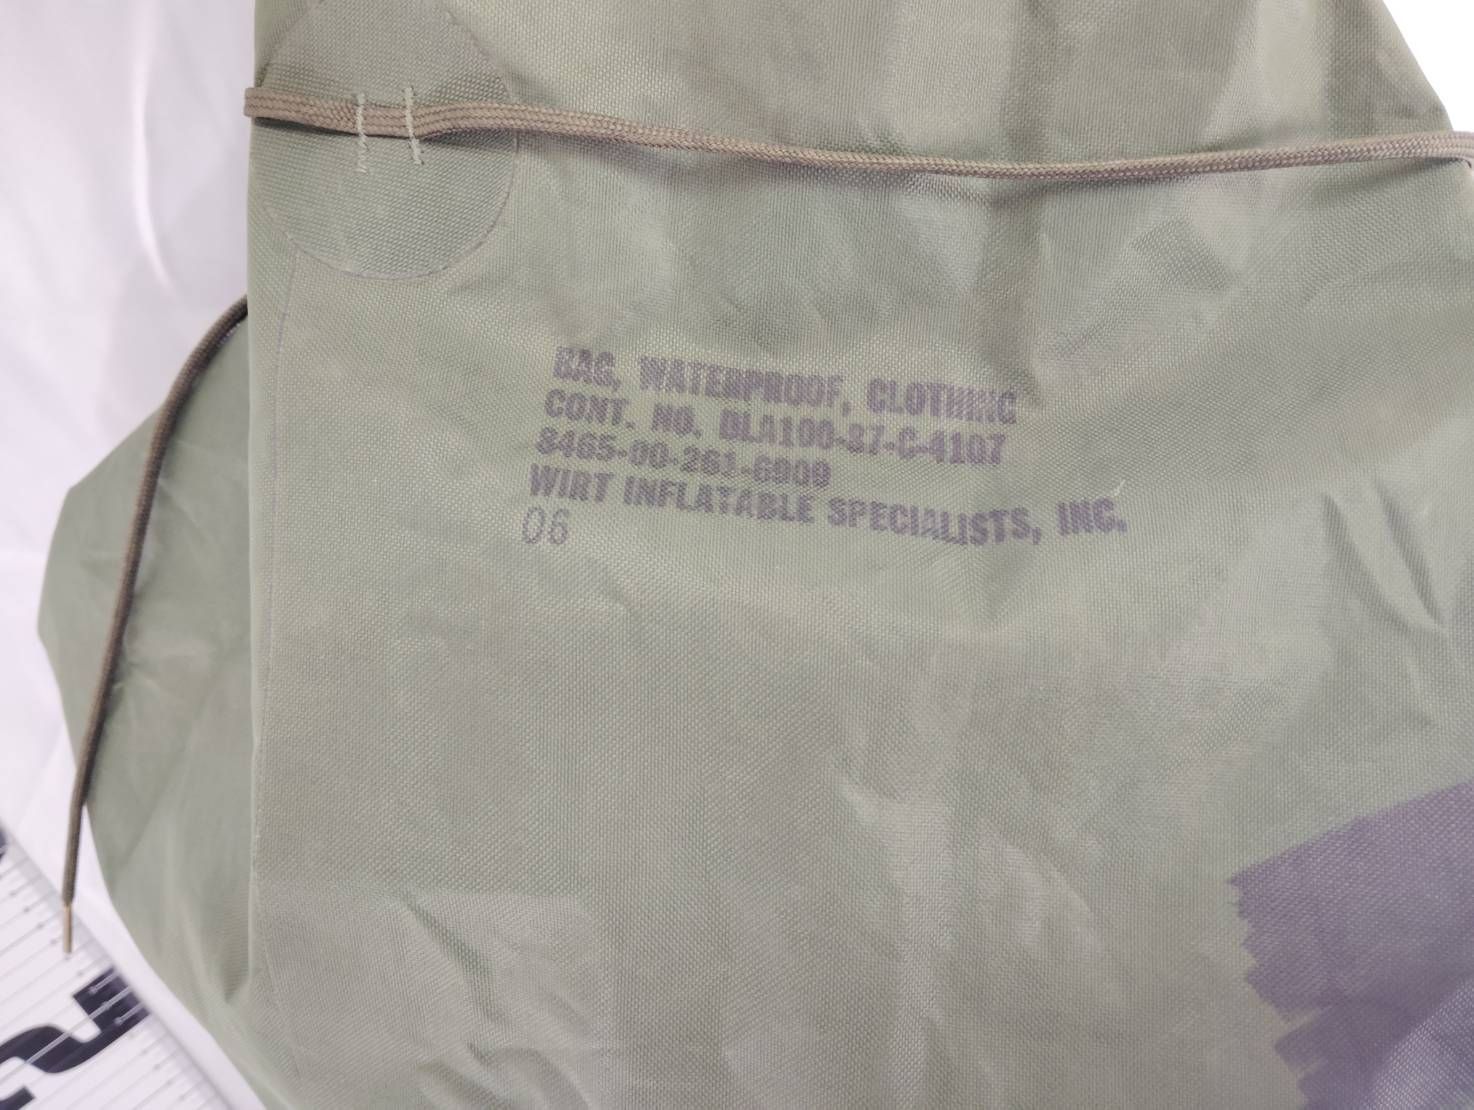 BAG, WATERPROOF, CLOTHING
CONT. NO. DLA100-87-C-4107
8465-00-261-6909
WIRT INFLATABLE SPECIALISTS, INC.
06